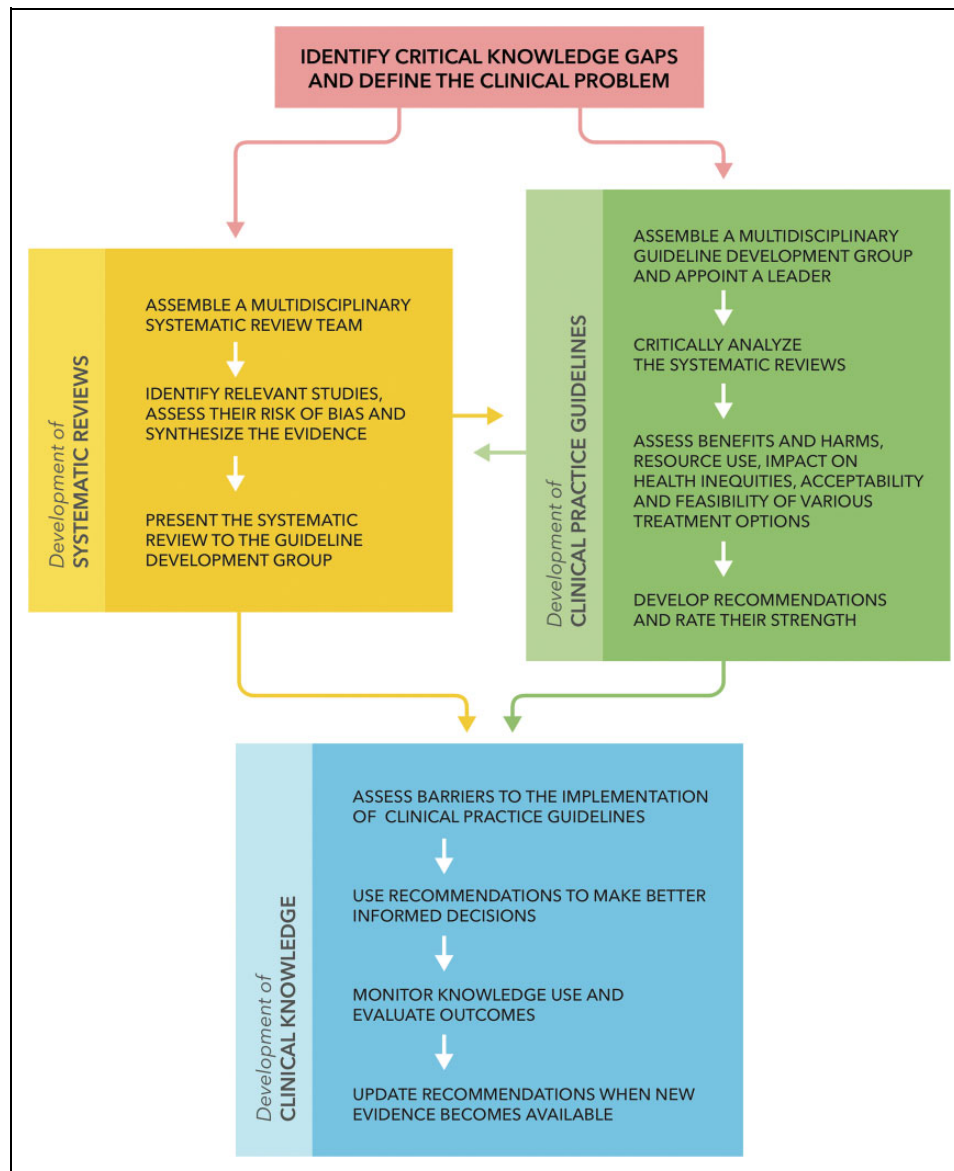 IDENTIFY CRITICAL KNOWLEDGE GAPS
AND DEFINE THE CLINICAL PROBLEM
Development of
SYSTEMATIC REVIEWS
ASSEMBLE A MULTIDISCIPLINARY
SYSTEMATIC REVIEW TEAM
IDENTIFY RELEVANT STUDIES,
ASSESS THEIR RISK OF BIAS AND
SYNTHESIZE THE EVIDENCE
PRESENT THE SYSTEMATIC
REVIEW TO THE GUIDELINE
DEVELOPMENT GROUP
Development of
CLINICAL PRACTICE GUIDELINES
ASSEMBLE A MULTIDISCIPLINARY
GUIDELINE DEVELOPMENT GROUP
AND APPOINT A LEADER
CRITICALLY ANALYZE
THE SYSTEMATIC REVIEWS
ASSESS BENEFITS AND HARMS,
RESOURCE USE, IMPACT ON
HEALTH INEQUITIES, ACCEPTABILITY
AND FEASIBILITY OF VARIOUS
TREATMENT OPTIONS
DEVELOP RECOMMENDATIONS
AND RATE THEIR STRENGTH
Development of
CLINICAL KNOWLEDGE
ASSESS BARRIERS TO THE IMPLEMENTATION
OF CLINICAL PRACTICE GUIDELINES
USE RECOMMENDATIONS TO MAKE BETTER
INFORMED DECISIONS
MONITOR KNOWLEDGE USE AND
EVALUATE OUTCOMES
UPDATE RECOMMENDATIONS WHEN NEW
EVIDENCE BECOMES AVAILABLE